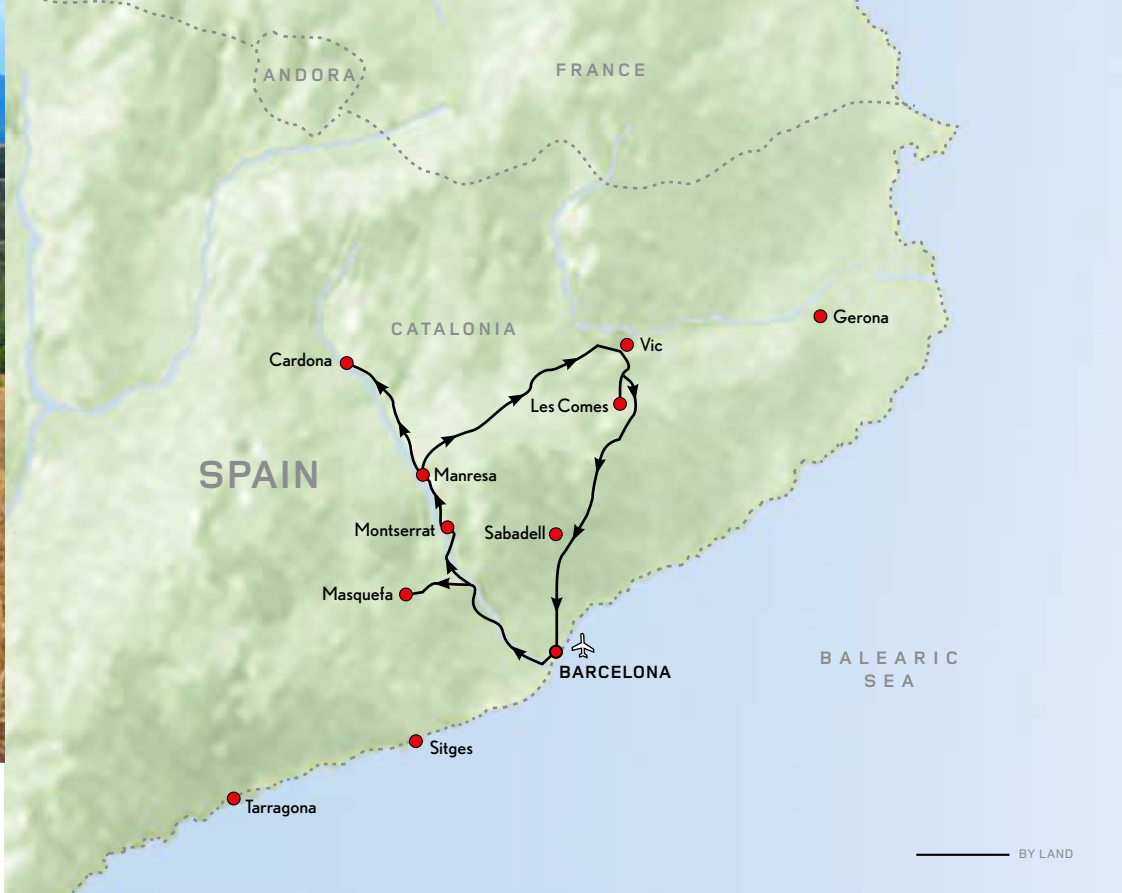 ANDORA
FRANCE
Gerona
CATALONIA
Vic
Cardona
Les Comes
SPAIN
Manresa
Montserrat
Sabadell
Masquefa
BARCELONA
BALEARIC
SEA
Sitges
Tarragona
BY LAND